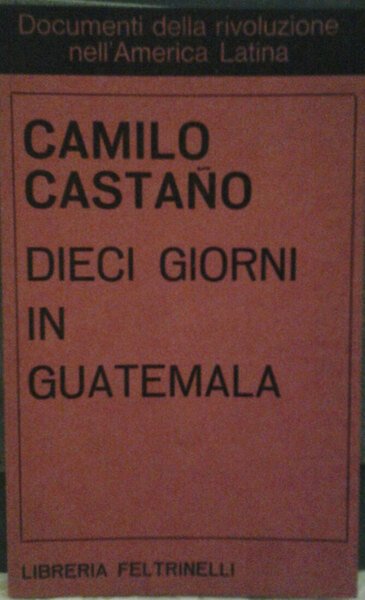 Documenti della rivoluzione
nell'America Latina
CAMILO
CASTAÑO
DIECI GIORNI
IN
GUATEMALA
LIBRERIA FELTRINELLI